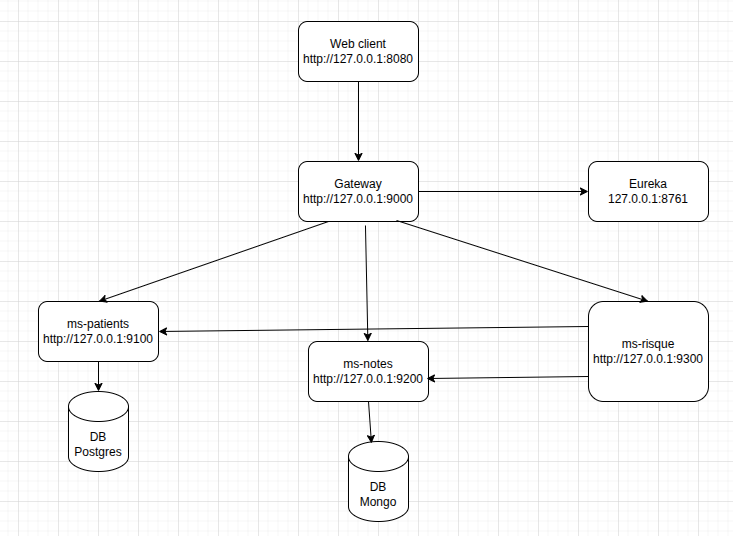 Web client
http://127.0.0.1:8080
Gateway
http://127.0.0.1:9000
Eureka
127.0.0.1:8761
ms-patients
http://127.0.0.1:9100
ms-notes
http://127.0.0.1:9200
ms-risque
http://127.0.0.1:9300
DB
Postgres
DB
Mongo